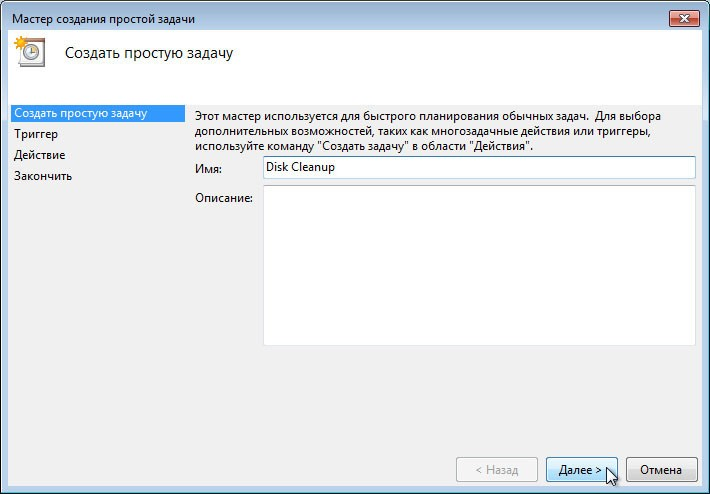 Мастер создания простой задачи
Создать простую задачу
Создать простую задачу
Триггер
Действие
Закончить
Этот мастер используется для быстрого планирования обычных задач. Для выбора
дополнительных возможностей, таких как многозадачные действия или триггеры,
используйте команду "Создать задачу" в области "Действия".
Имя:
Disk Cleanup
Описание:
< Назад
Далее >
Отмена